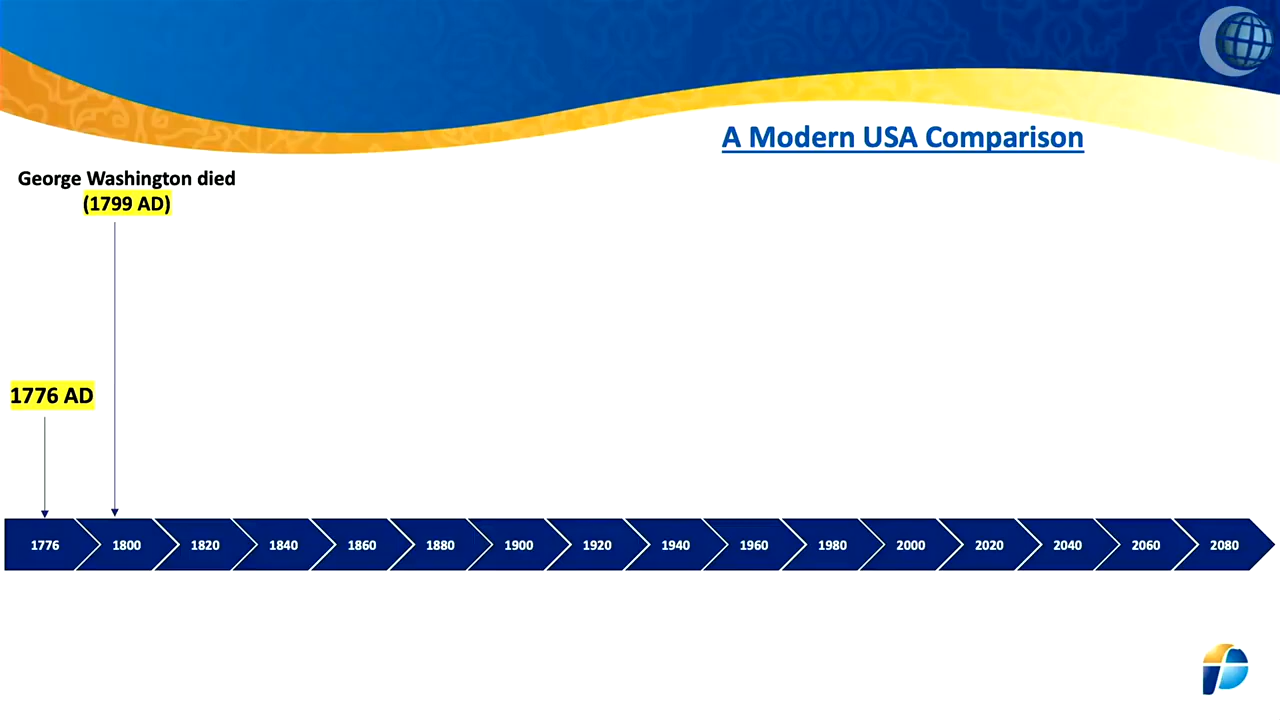 A Modern USA Comparison
George Washington died
(1799 AD)
1776 AD
1776 1800 1820 1840 1860 1880 1900 1920 1940 1960 1980 2000 2020 2040 2060 2080